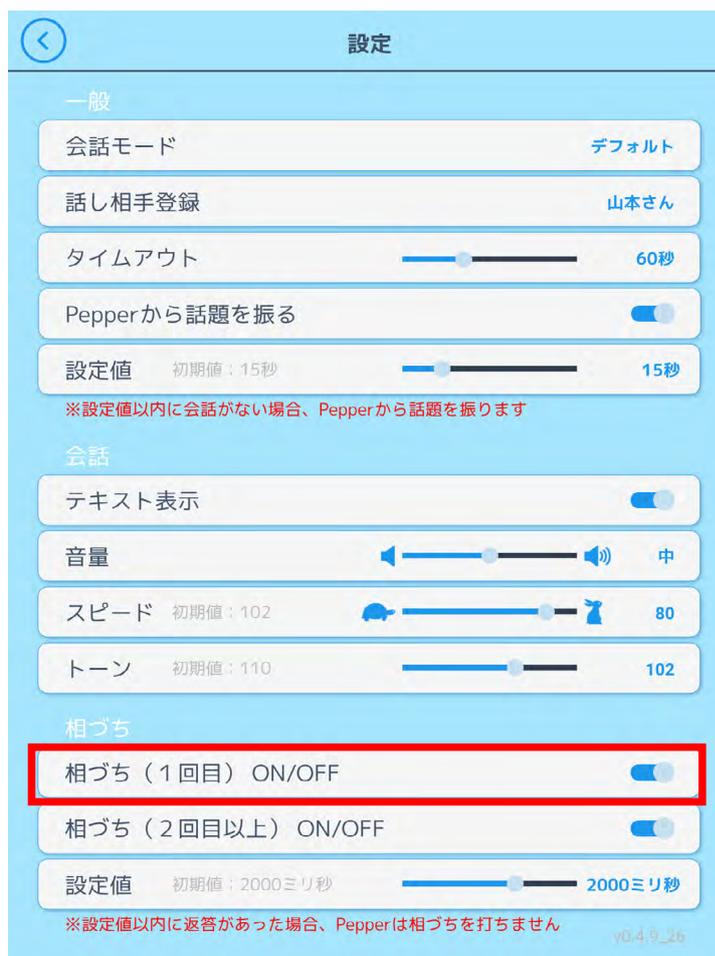 設定
一般
会話モード デフォルト
話し相手登録 山本さん
タイムアウト 60秒
Pepperから話題を振る
設定値 初期値：15秒 15秒
※設定値以内に会話がない場合、Pepperから話題を振ります
会話
テキスト表示
音量 中
スピード 初期値：102 80
トーン 初期値：110 102
相づち
相づち（１回目） ON/OFF
相づち（２回目以上） ON/OFF
設定値 初期値：2000ミリ秒 2000ミリ秒
※設定値以内に返答があった場合、Pepperは相づちを打ちません
v0.4.9_26